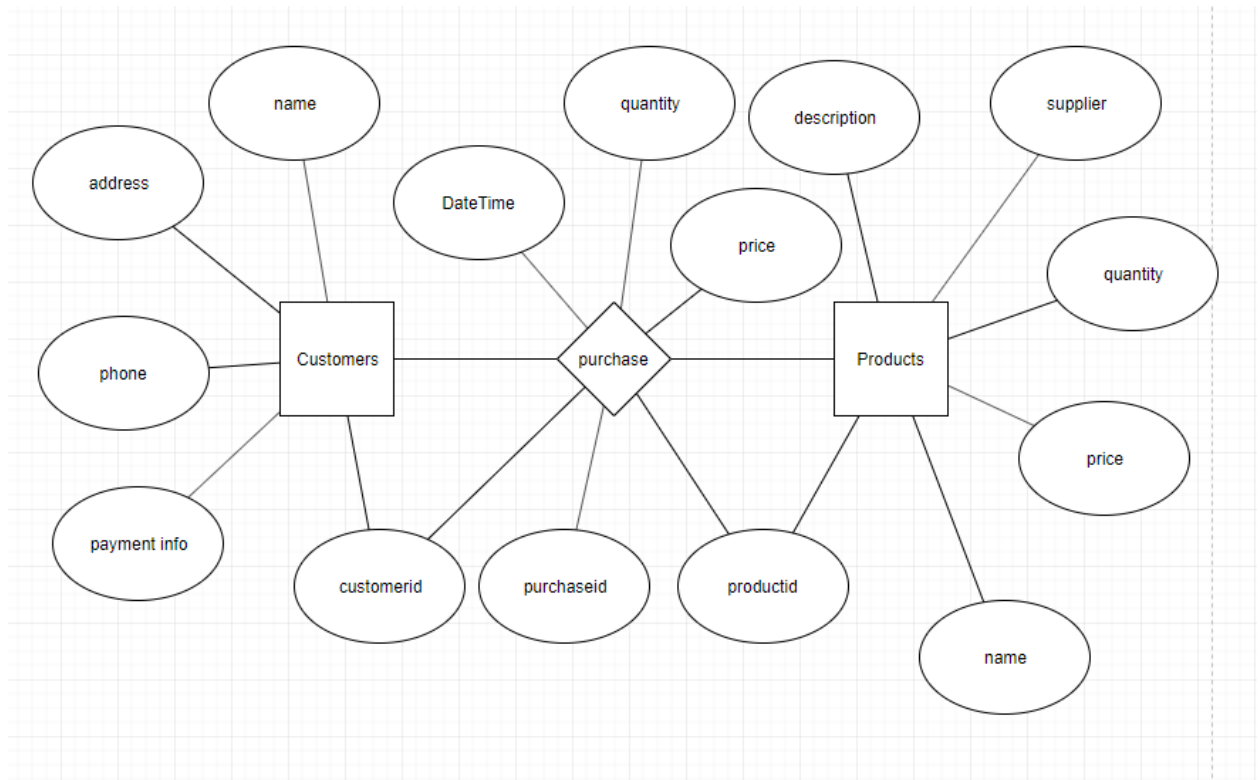 name
quantity
description
supplier
address
DateTime
price
quantity
Customers
purchase
Products
phone
price
payment info
customerid
purchaseid
productid
name